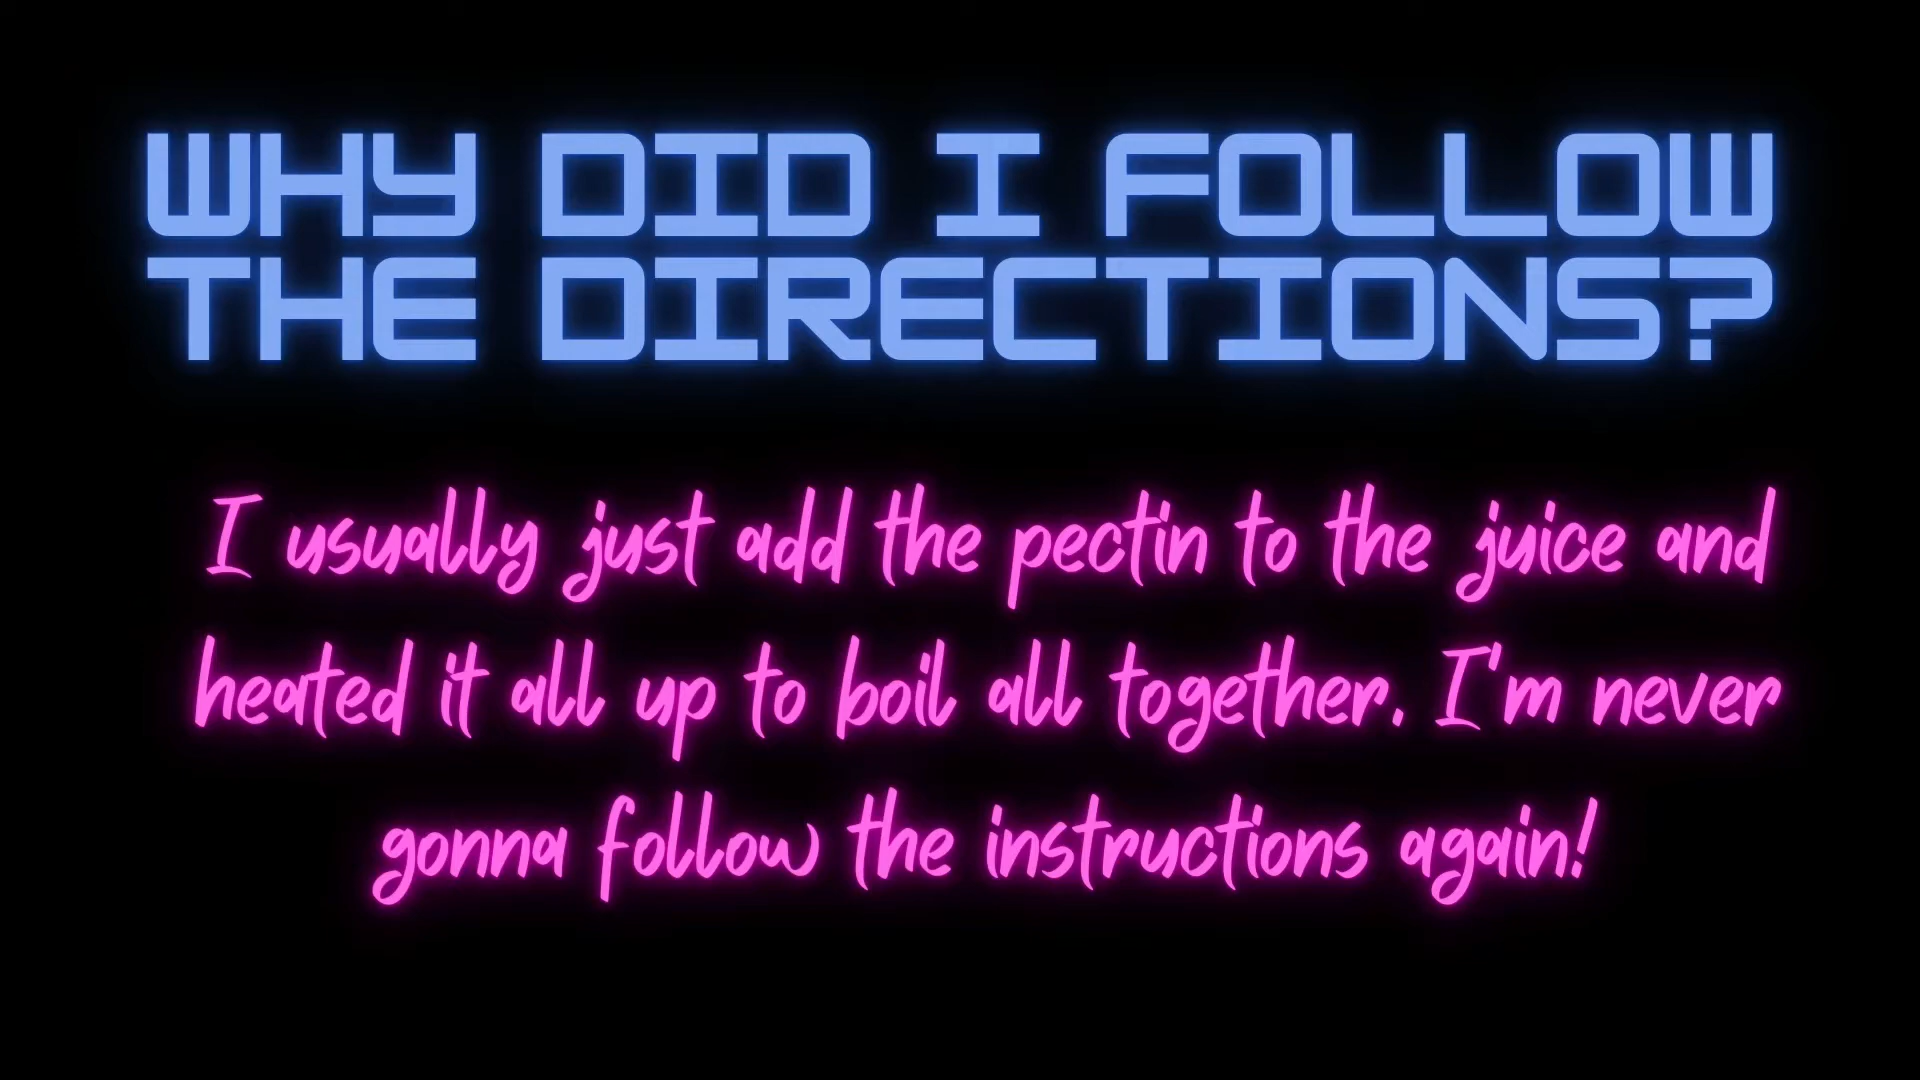 WHY DID I FOLLOW
THE DIRECTIONS?
I usually just add the pectin to the juice and
heated it all up to boil all together. I'm never
gonna follow the instructions again!